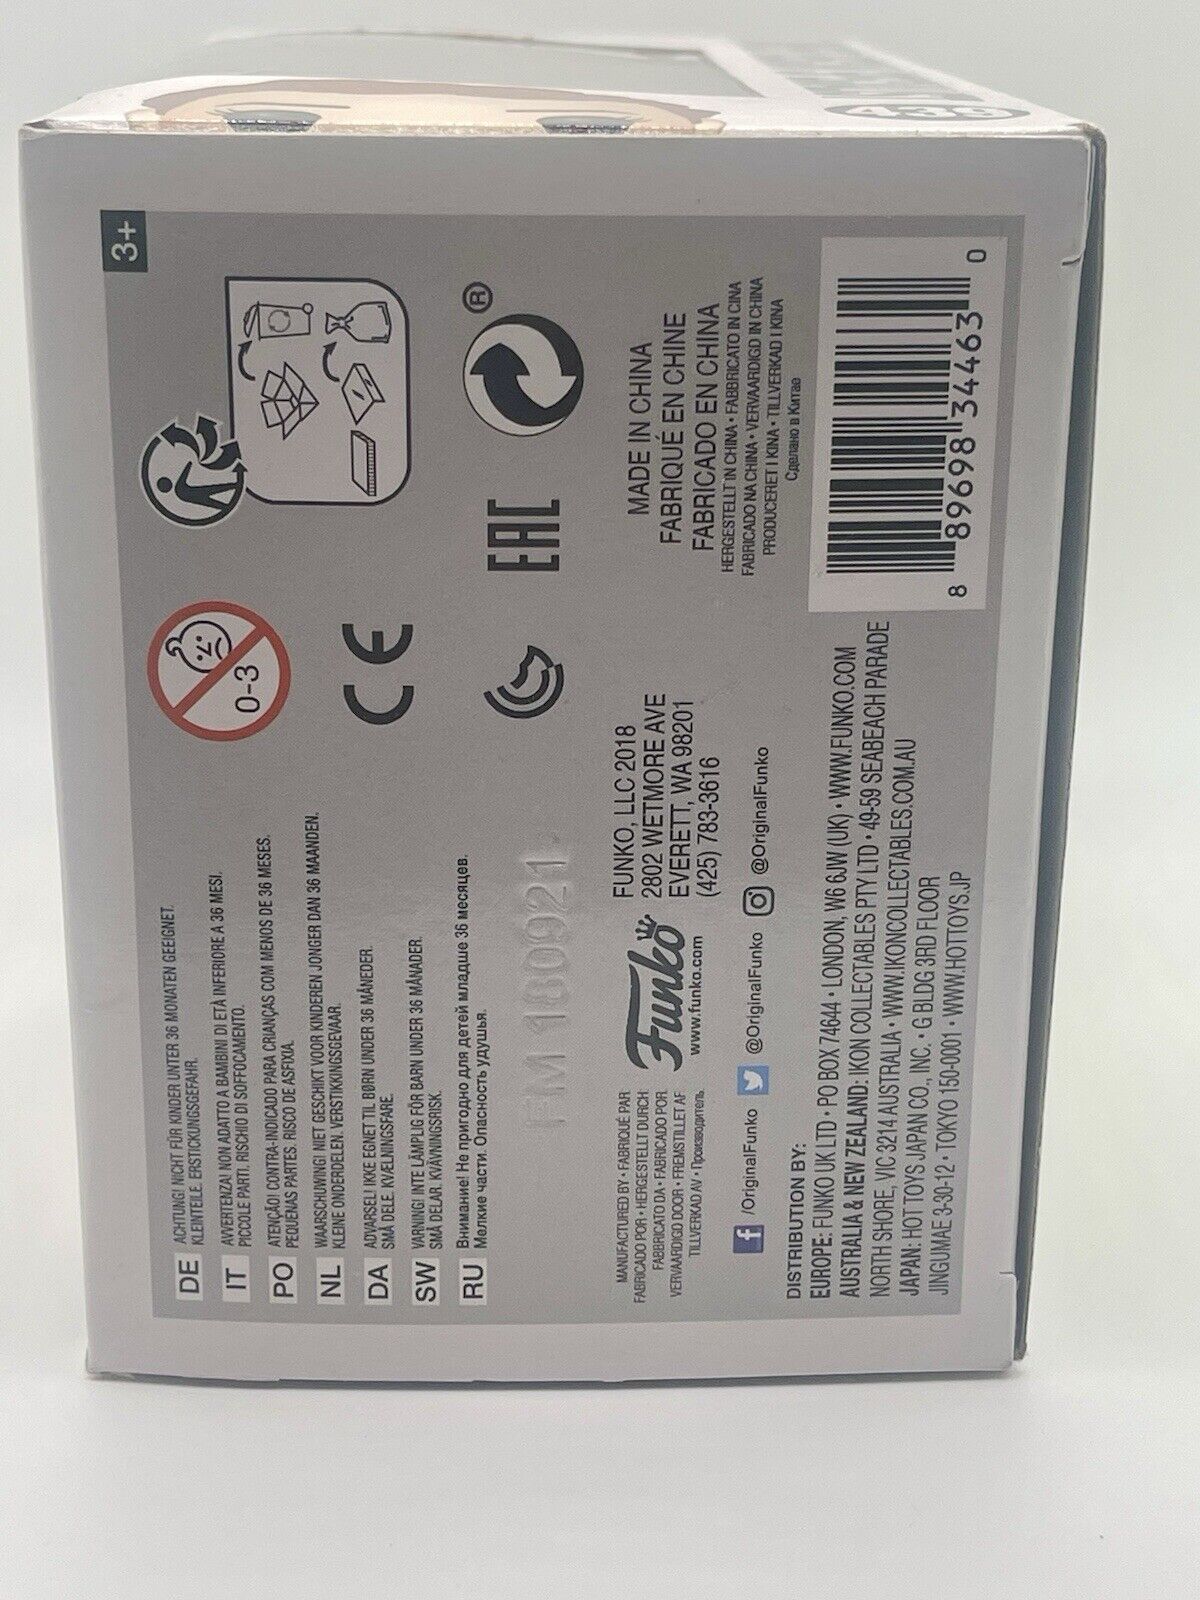 438
3+
DE ACHTUNG! NICHT FÜR KINDER UNTER 36 MONATEN GEEIGNET.
KLEINTEILE. ERSTICKUNGSGEFAHR.
IT AVVERTENZA! NON ADATTO A BAMBINI DI ETÀ INFERIORE A 36 MESI.
PICCOLE PARTI. RISCHIO DI SOFFOCAMENTO.
PO ATENÇÃO! CONTRA-INDICADO PARA CRIANÇAS COM MENOS DE 36 MESES.
PEQUENAS PARTES. RISCO DE ASFIXIA.
NL WAARSCHUWING! NIET GESCHIKT VOOR KINDEREN JONGER DAN 36 MAANDEN.
KLEINE ONDERDELEN. VERSTIKKINGSGEVAAR.
DA ADVARSEL! IKKE EGNET TIL BØRN UNDER 36 MÅNEDER.
SMÅ DELE. KVÆLNINGSFARE.
SW VARNING! INTE LÄMPLIG FÖR BARN UNDER 36 MÅNADER.
SMÅ DELAR. KVÄVNINGSRISK.
RU Внимание! Не пригодно для детей младше 36 месяцев.
Мелкие части. Опасность удушья.
0-3
CE
EAC
®
FM 180921
MANUFACTURED BY • FABRIQUÉ PAR
FABRICADO POR • HERGESTELLT DURCH
FABBRICATO DA • FABRICADO POR
VERVAARDIGD DOOR • FREMSTILLET AF
TILLVERKAD AV • Производитель
Funko
www.funko.com
FUNKO, LLC 2018
2802 WETMORE AVE
EVERETT, WA 98201
(425) 783-3616
f /OriginalFunko @OriginalFunko @OriginalFunko
MADE IN CHINA
FABRIQUÉ EN CHINE
FABRICADO EN CHINA
HERGESTELLT IN CHINA • FABBRICATO IN CINA
FABRICADO NA CHINA • VERVAARDIGD IN CHINA
PRODUCERET I KINA • TILLVERKAD I KINA
Сделано в Китае
DISTRIBUTION BY:
EUROPE: FUNKO UK LTD • PO BOX 74644 • LONDON, W6 6JW (UK) • WWW.FUNKO.COM
AUSTRALIA & NEW ZEALAND: IKON COLLECTABLES PTY LTD • 49-59 SEABEACH PARADE
NORTH SHORE, VIC 3214 AUSTRALIA • WWW.IKONCOLLECTABLES.COM.AU
JAPAN: HOT TOYS JAPAN CO., INC. • G BLDG 3RD FLOOR
JINGUMAE 3-30-12 • TOKYO 150-0001 • WWW.HOTTOYS.JP
8 89698 34463 0